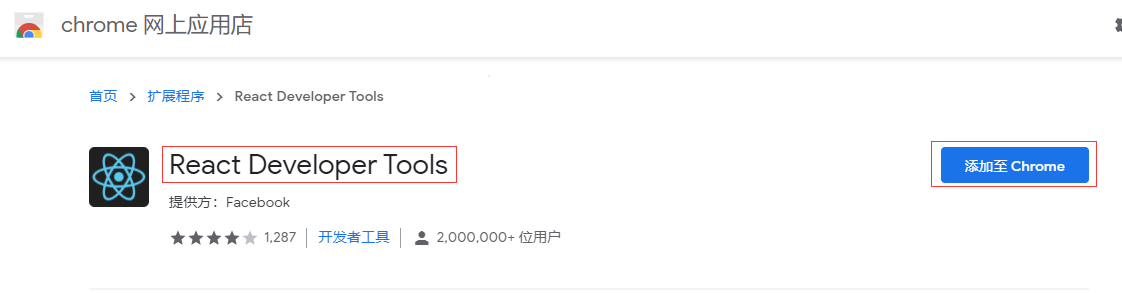 chrome 网上应用店
首页 > 扩展程序 > React Developer Tools
React Developer Tools
添加至 Chrome
提供方：Facebook
1,287 开发者工具 2,000,000+ 位用户